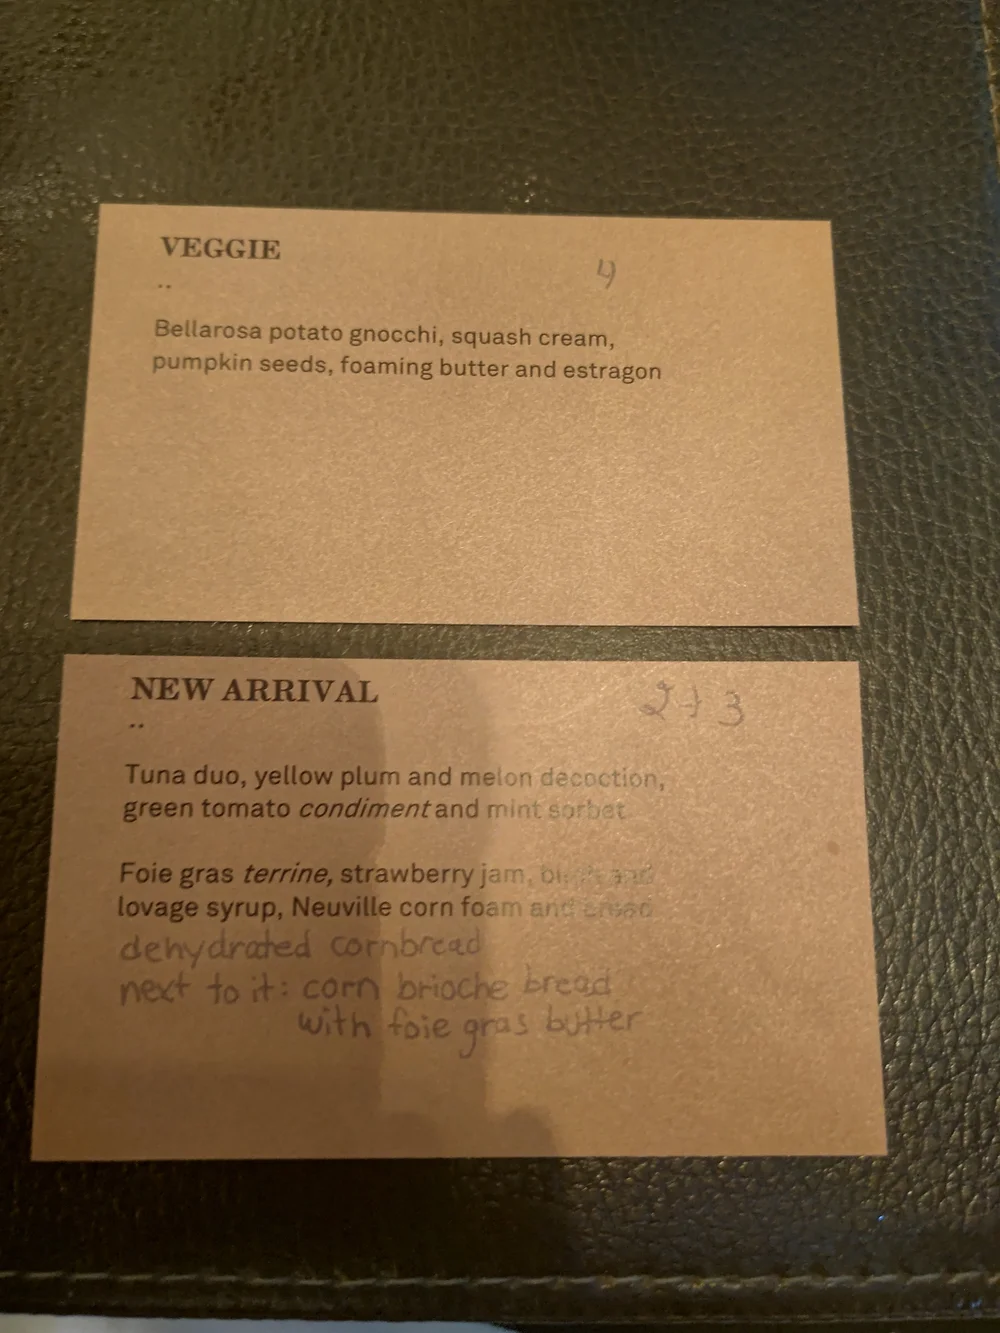 VEGGIE
4
..
Bellarosa potato gnocchi, squash cream,
pumpkin seeds, foaming butter and estragon
NEW ARRIVAL
2+3
..
Tuna duo, yellow plum and melon decoction,
green tomato condiment and mint sorbet
Foie gras terrine, strawberry jam, and
lovage syrup, Neuville corn foam and
dehydrated cornbread
next to it: corn brioche bread
with foie gras butter